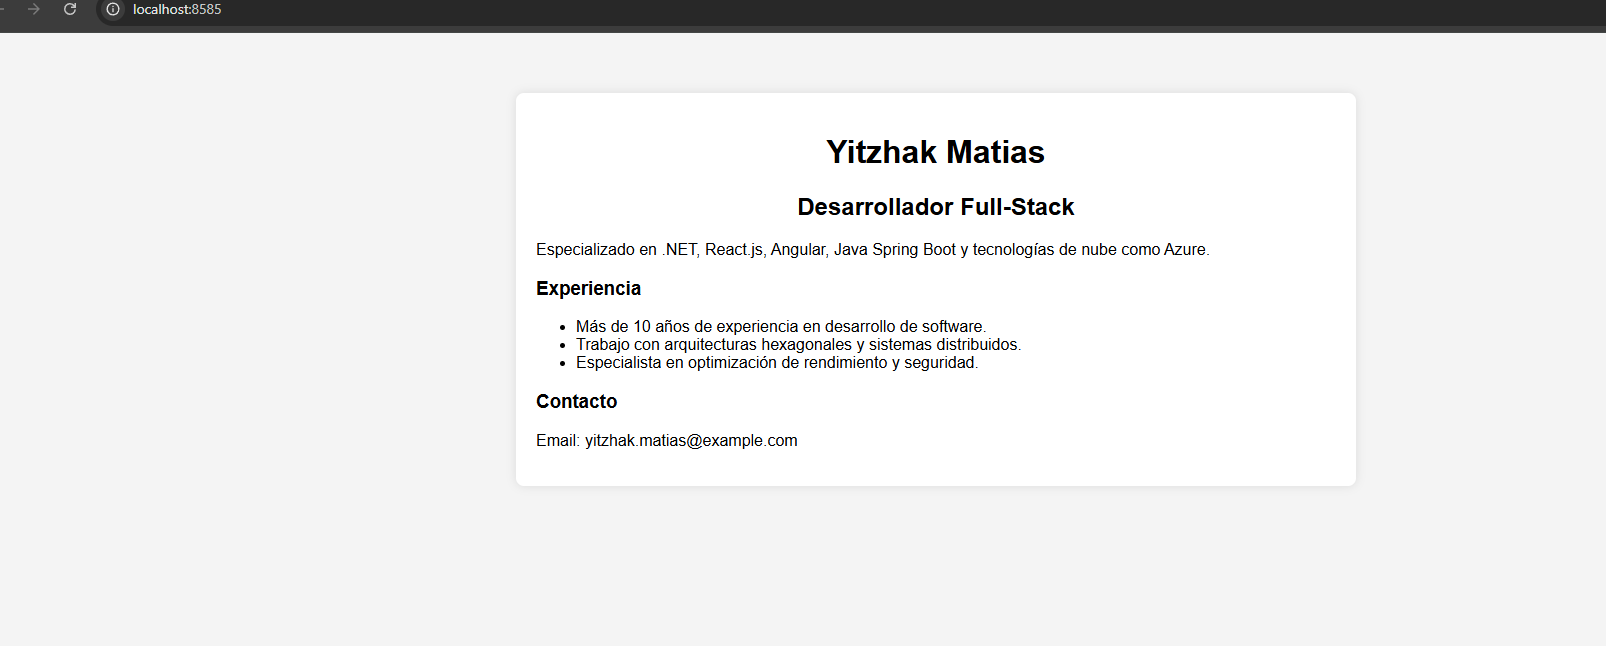 localhost:8585
Yitzhak Matias
Desarrollador Full-Stack
Especializado en .NET, React.js, Angular, Java Spring Boot y tecnologías de nube como Azure.
Experiencia
• Más de 10 años de experiencia en desarrollo de software.
• Trabajo con arquitecturas hexagonales y sistemas distribuidos.
• Especialista en optimización de rendimiento y seguridad.
Contacto
Email: yitzhak.matias@example.com